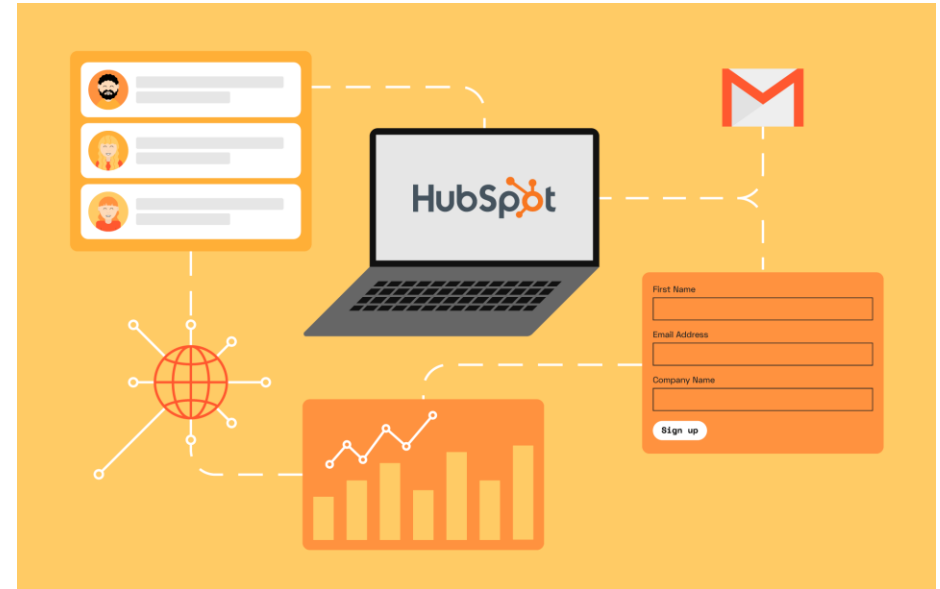 HubSpot
First Name
Email Address
Company Name
Sign up